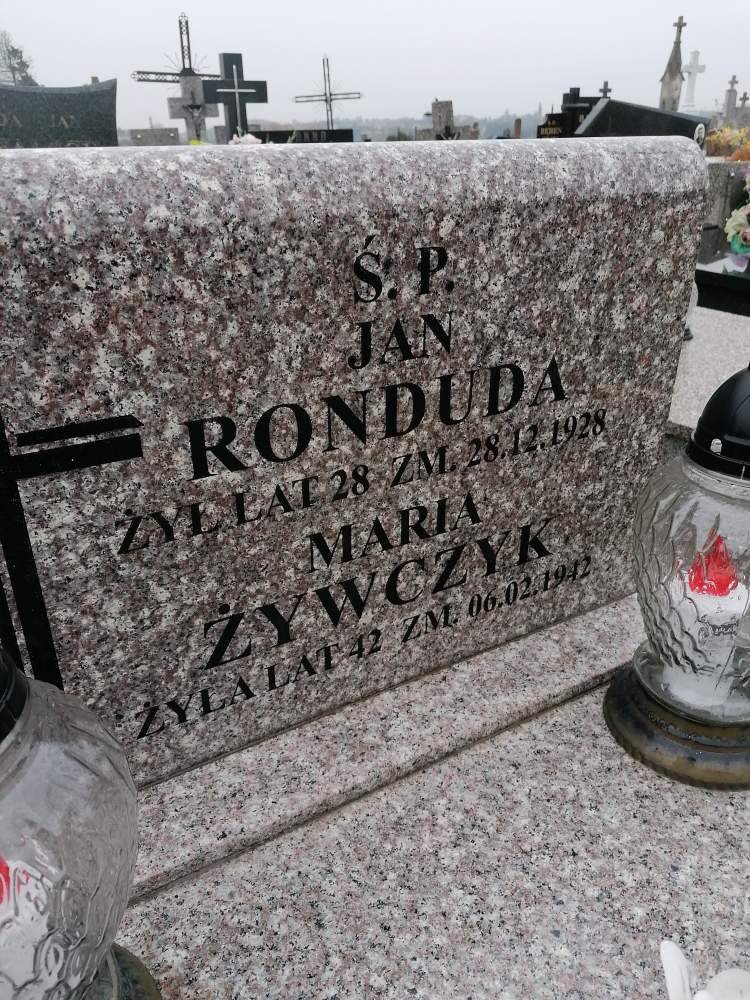 Ś. P.
JAN
RONDUDA
ŻYŁ LAT 28 ZM. 28.12.1928
MARIA
ŻYWCZYK
ŻYŁA LAT 42 ZM. 06.02.1942